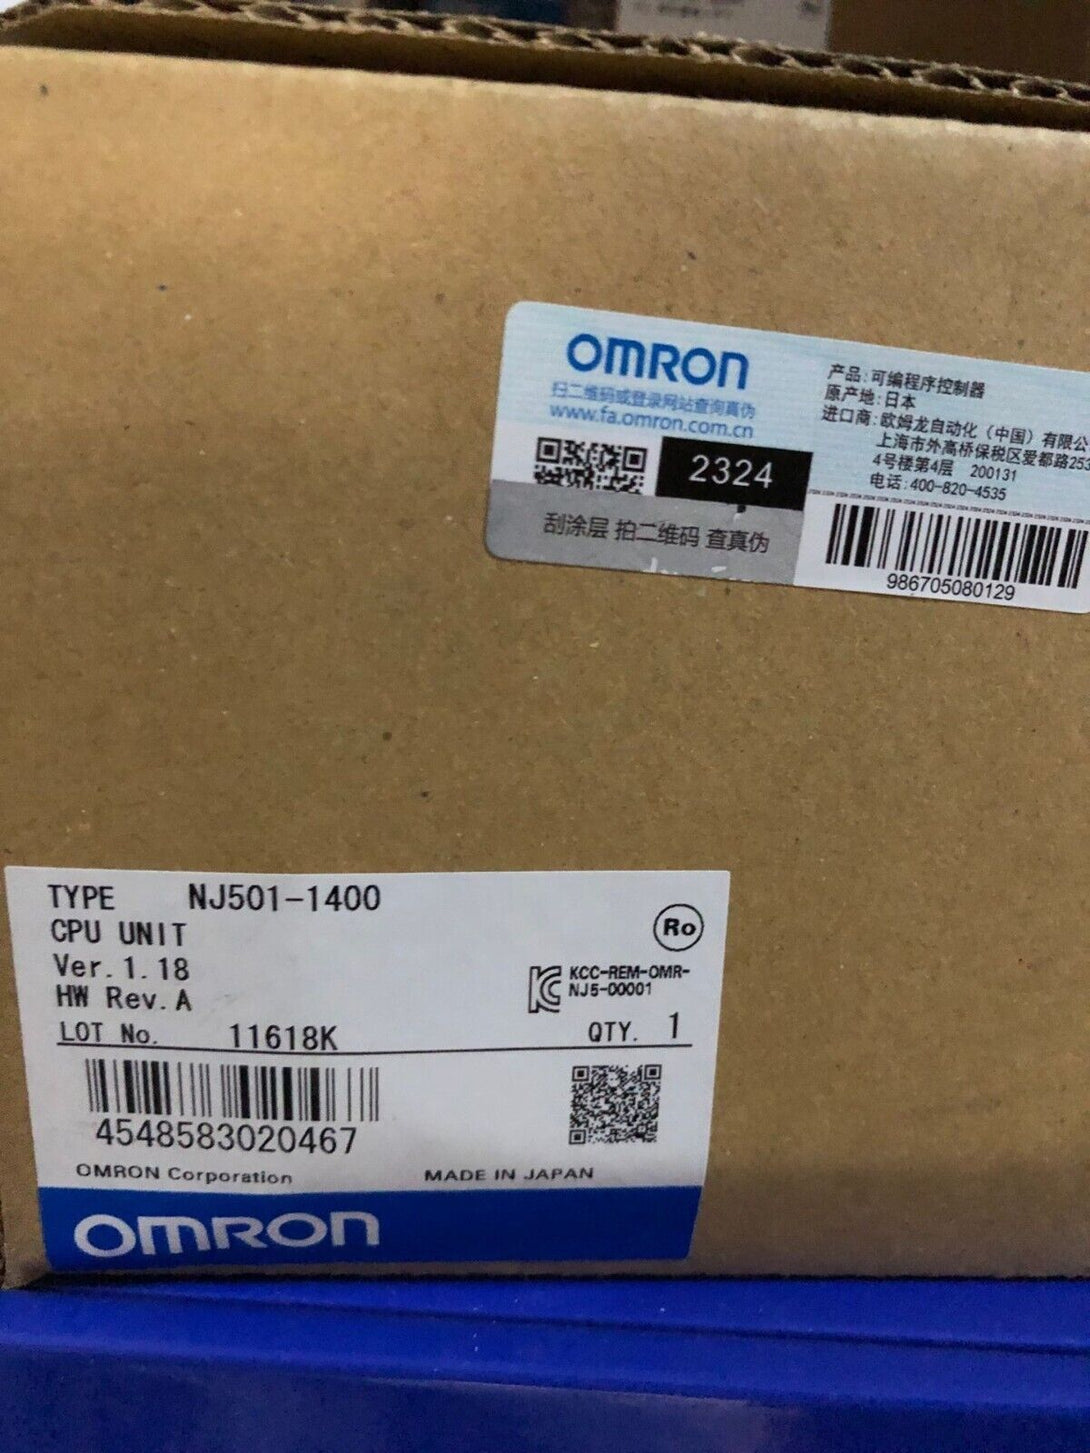 OMRON
扫二维码或登录网站查询真伪
www.fa.omron.com.cn
2324
刮涂层 拍二维码 查真伪
产品:可编程序控制器
原产地:日本
进口商:欧姆龙自动化（中国）有限公
上海市外高桥保税区爱都路253
4号楼第4层 200131
电话:400-820-4535
986705080129
TYPE NJ501-1400
CPU UNIT
Ver.1.18
HW Rev.A
Ro
KCC-REM-OMR-
NJ5-00001
LOT No. 11618K
QTY. 1
4548583020467
OMRON Corporation
MADE IN JAPAN
OMRON